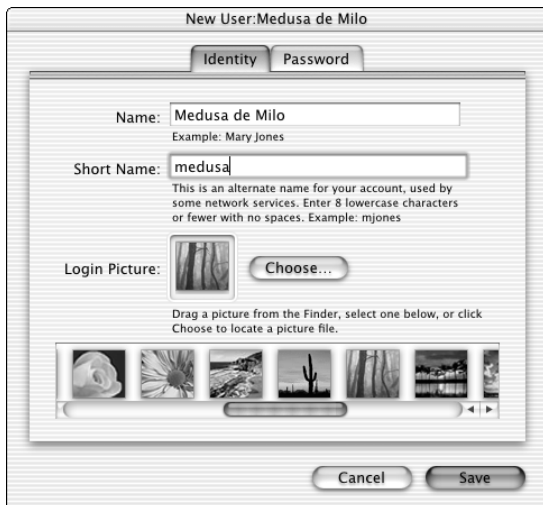 New User:Medusa de Milo
Identity
Password
Name: Medusa de Milo
Example: Mary Jones
Short Name: medusa
This is an alternate name for your account, used by
some network services. Enter 8 lowercase characters
or fewer with no spaces. Example: mjones
Login Picture: Choose...
Drag a picture from the Finder, select one below, or click
Choose to locate a picture file.
Cancel
Save